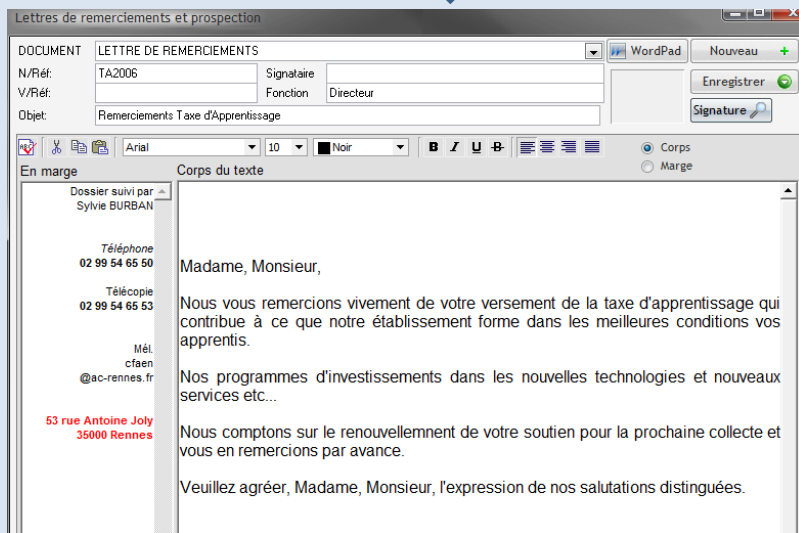 Lettres de remerciements et prospection
DOCUMENT LETTRE DE REMERCIEMENTS WordPad Nouveau
N/Réf: TA2006 Signataire Enregistrer
V/Réf: Fonction Directeur
Objet: Remerciements Taxe d'Apprentissage Signature
Arial 10 Noir B I U Corps
Marge
En marge Corps du texte
Dossier suivi par
Sylvie BURBAN
Téléphone
02 99 54 65 50
Télécopie
02 99 54 65 53
Mél.
cfaen
@ac-rennes.fr
53 rue Antoine Joly
35000 Rennes
Madame, Monsieur,
Nous vous remercions vivement de votre versement de la taxe d'apprentissage qui
contribue à ce que notre établissement forme dans les meilleures conditions vos
apprentis.
Nos programmes d'investissements dans les nouvelles technologies et nouveaux
services etc...
Nous comptons sur le renouvellemnent de votre soutien pour la prochaine collecte et
vous en remercions par avance.
Veuillez agréer, Madame, Monsieur, l'expression de nos salutations distinguées.